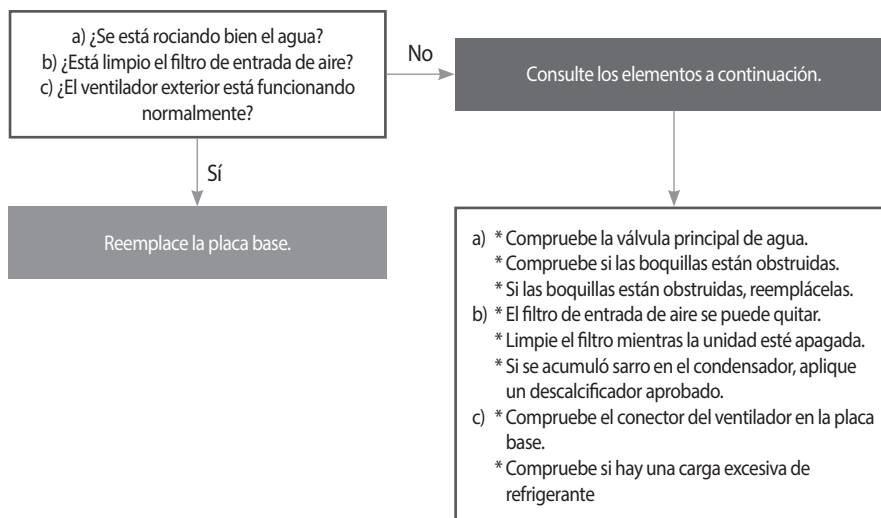 a) ¿Se está rociando bien el agua?
b) ¿Está limpio el filtro de entrada de aire?
c) ¿El ventilador exterior está funcionando
normalmente?
No
Consulte los elementos a continuación.
Sí
Reemplace la placa base.
a) * Compruebe la válvula principal de agua.
* Compruebe si las boquillas están obstruidas.
* Si las boquillas están obstruidas, reemplácelas.
b) * El filtro de entrada de aire se puede quitar.
* Limpie el filtro mientras la unidad esté apagada.
* Si se acumuló sarro en el condensador, aplique
un descalcificador aprobado.
c) * Compruebe el conector del ventilador en la placa
base.
* Compruebe si hay una carga excesiva de
refrigerante